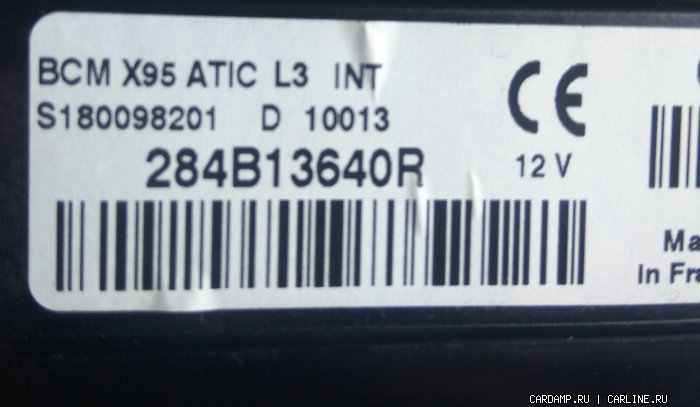 BCM X95 ATIC L3 INT
S180098201 D 10013
284B13640R
CE
12 V
Ma
in Fra
CARDAMP.RU | CARLINE.RU